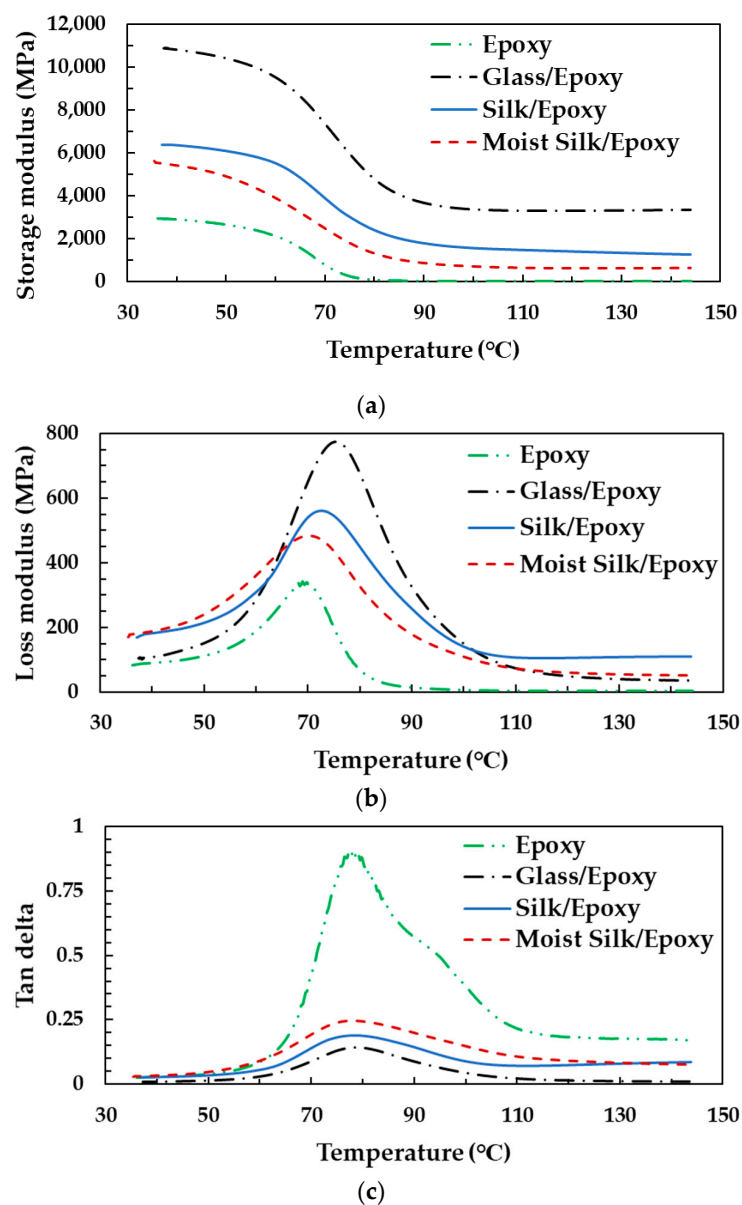 12,000
10,000
8,000
6,000
4,000
2,000
0
Storage modulus (MPa)
Epoxy
Glass/Epoxy
Silk/Epoxy
Moist Silk/Epoxy
30 50 70 90 110 130 150
Temperature (°C)
(a)
800
600
400
200
0
Loss modulus (MPa)
Epoxy
Glass/Epoxy
Silk/Epoxy
Moist Silk/Epoxy
30 50 70 90 110 130 150
Temperature (°C)
(b)
1
0.75
0.5
0.25
0
Tan delta
Epoxy
Glass/Epoxy
Silk/Epoxy
Moist Silk/Epoxy
30 50 70 90 110 130 150
Temperature (°C)
(c)